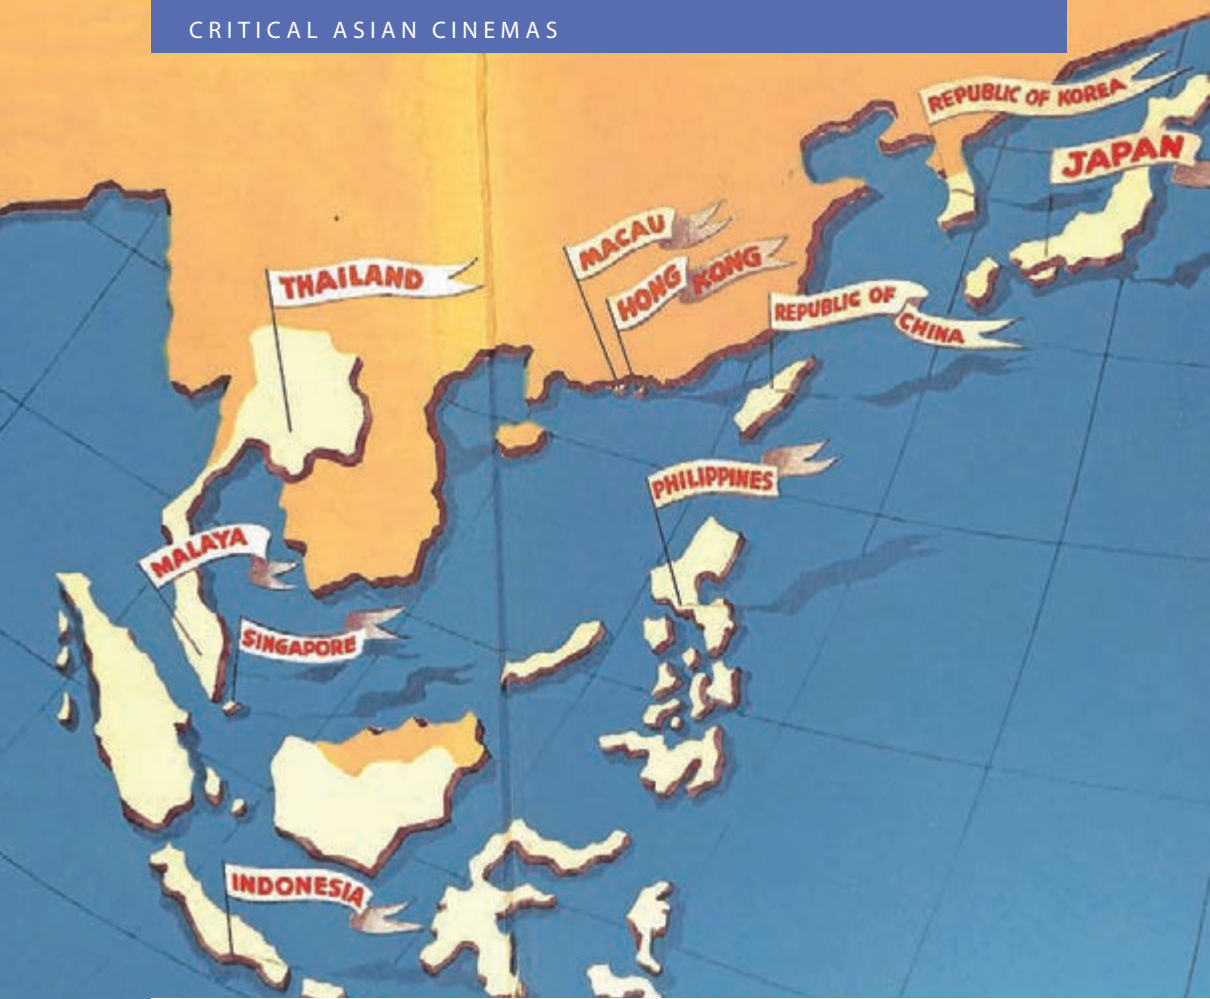 CRITICAL ASIAN CINEMAS
REPUBLIC OF KOREA
JAPAN
MACAU
HONG KONG
THAILAND
REPUBLIC OF
CHINA
PHILIPPINES
MALAYA
SINGAPORE
INDONESIA